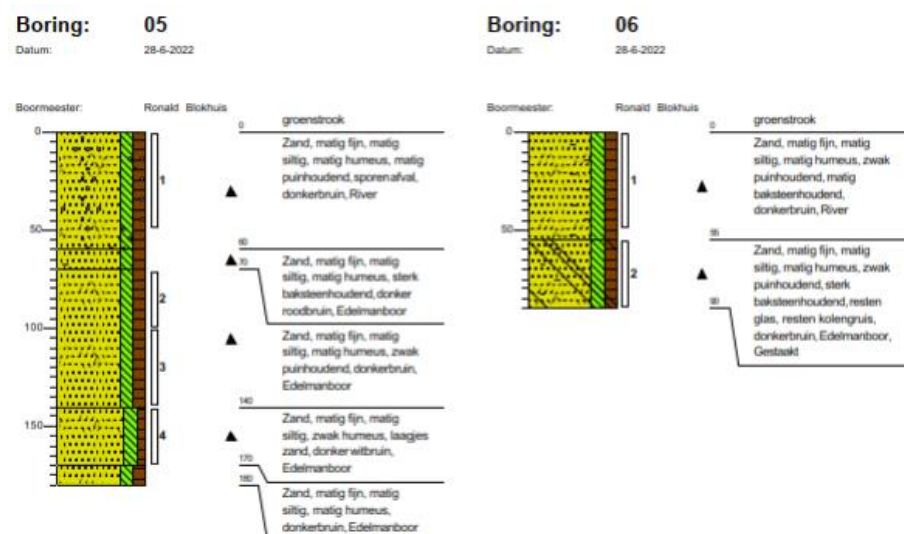 Boring: 05
Datum: 28-6-2022
Boormeester: Ronald Blokhuis
0
50
100
150
1
2
3
4
0
groenstrook
Zand, matig fijn, matig
siltig, matig humeus, matig
puinhoudend, sporen afval,
donkerbruin, River
60
Zand, matig fijn, matig
siltig, matig humeus, sterk
baksteenhoudend, donker
roodbruin, Edelmanboor
70
Zand, matig fijn, matig
siltig, matig humeus, zwak
puinhoudend, donkerbruin,
Edelmanboor
140
Zand, matig fijn, matig
siltig, zwak humeus, laagjes
zand, donker witbruin,
Edelmanboor
170
180
Zand, matig fijn, matig
siltig, matig humeus,
donkerbruin, Edelmanboor
Boring: 06
Datum: 28-6-2022
Boormeester: Ronald Blokhuis
0
50
1
2
0
groenstrook
Zand, matig fijn, matig
siltig, matig humeus, zwak
puinhoudend, matig
baksteenhoudend,
donkerbruin, River
55
Zand, matig fijn, matig
siltig, matig humeus, zwak
puinhoudend, sterk
baksteenhoudend, resten
glas, resten kolengruis,
donkerbruin, Edelmanboor,
Gestaakt
90